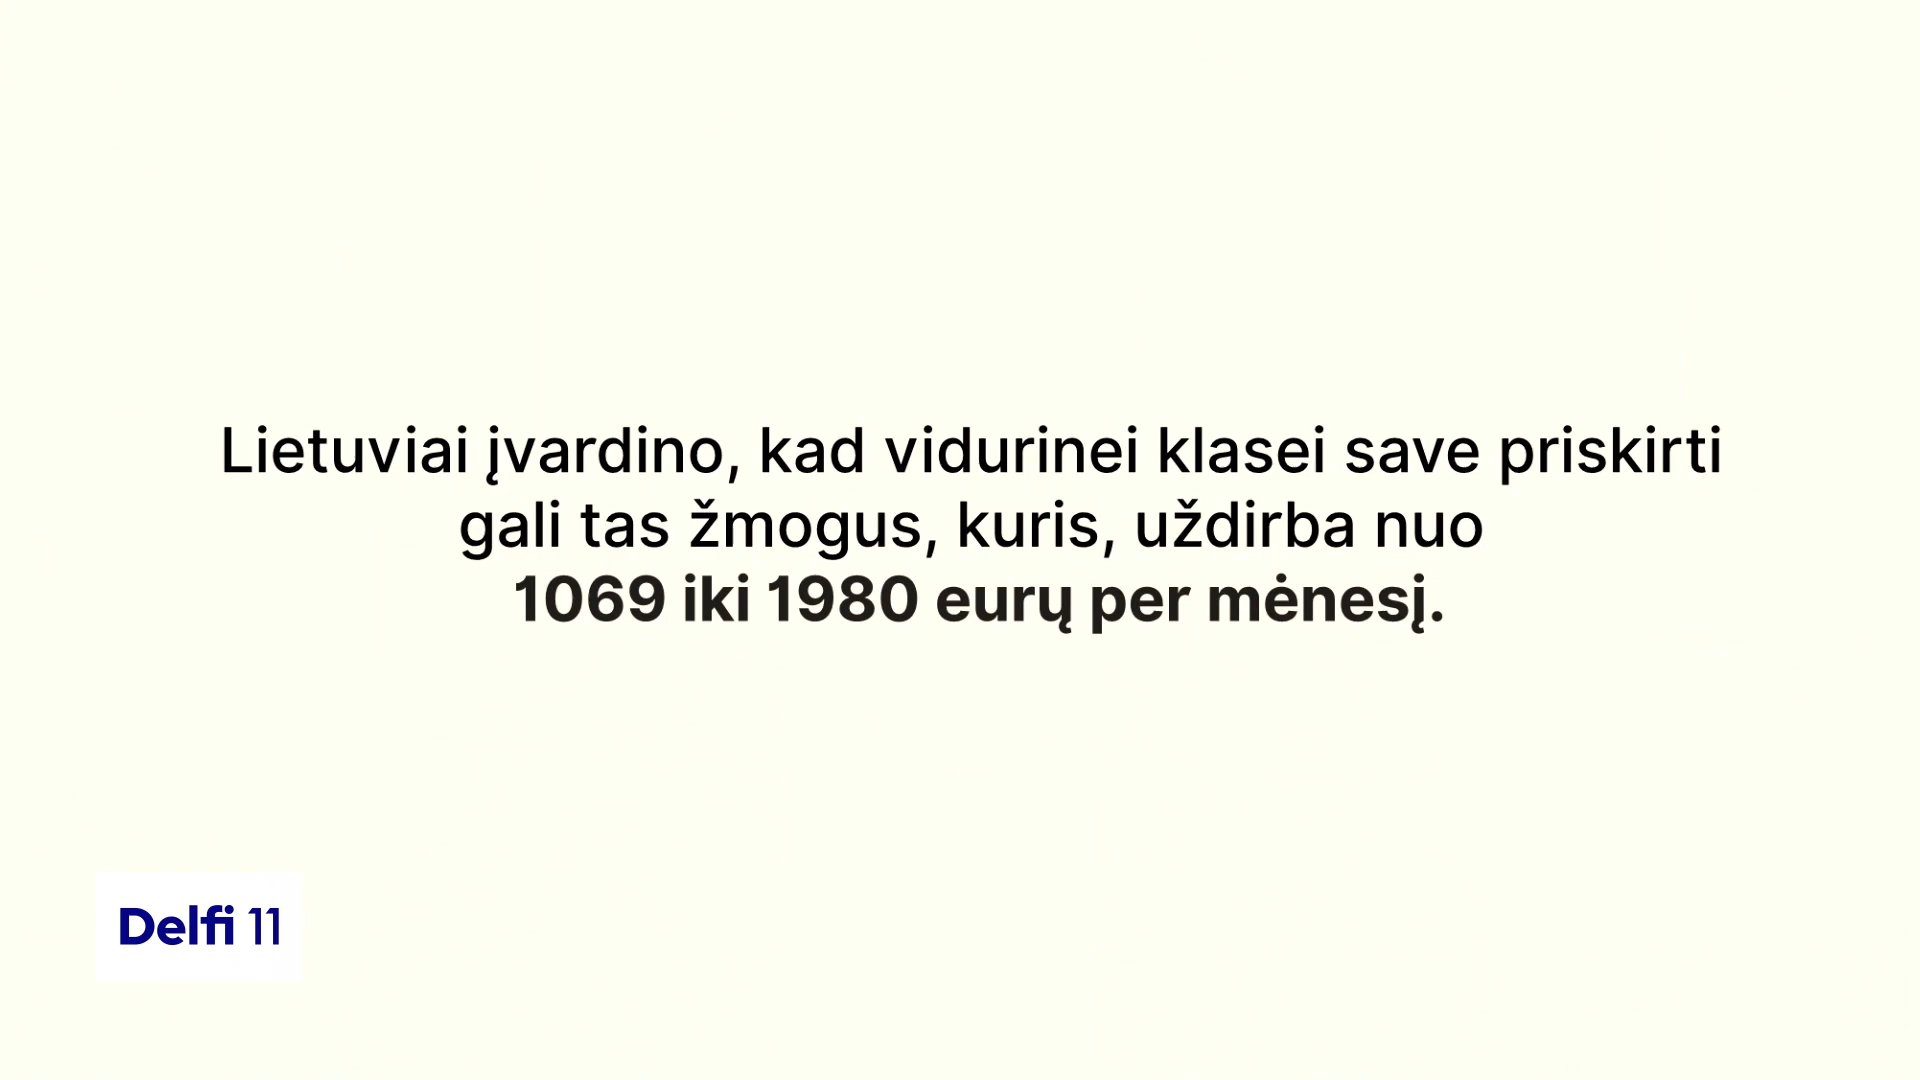 Lietuviai įvardino, kad vidurinei klasei save priskirti
gali tas žmogus, kuris, uždirba nuo
1069 iki 1980 eurų per mėnesį.
Delfi 11